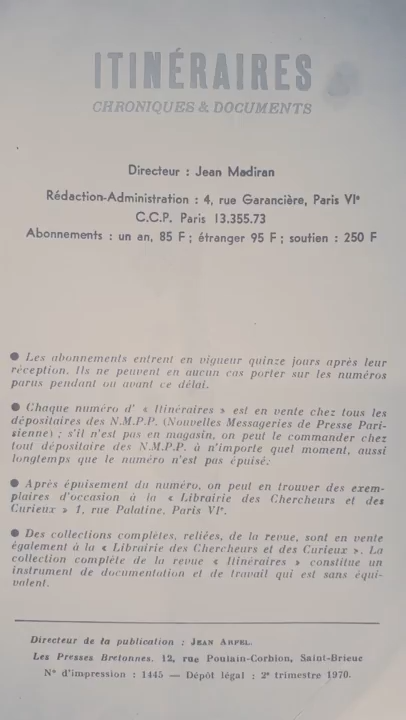 ITINÉRAIRES
CHRONIQUES & DOCUMENTS
Directeur : Jean Madiran
Rédaction-Administration : 4, rue Garancière, Paris VIe
C.C.P. Paris 13.355.73
Abonnements : un an, 85 F ; étranger 95 F ; soutien : 250 F
● Les abonnements entrent en vigueur quinze jours après leur
réception. Ils ne peuvent en aucun cas porter sur les numéros
parus pendant ou avant ce délai.
● Chaque numéro d' « Itinéraires » est en vente chez tous les
dépositaires des N.M.P.P. (Nouvelles Messageries de Presse Pari-
sienne) ; s'il n'est pas en magasin, on peut le commander chez
tout dépositaire des N.M.P.P. à n'importe quel moment, aussi
longtemps que le numéro n'est pas épuisé.
● Après épuisement du numéro, on peut en trouver des exem-
plaires d'occasion à la « Librairie des Chercheurs et des
Curieux » 1, rue Palatine, Paris VIe.
● Des collections complètes, reliées, de la revue, sont en vente
également à la « Librairie des Chercheurs et des Curieux ». La
collection complète de la revue « Itinéraires » constitue un
instrument de documentation et de travail qui est sans équi-
valent.
Directeur de la publication : JEAN ARFEL.
Les Presses Bretonnes. 12, rue Poulain-Corbion, Saint-Brieuc
N° d'impression : 1445 — Dépôt légal : 2e trimestre 1970.